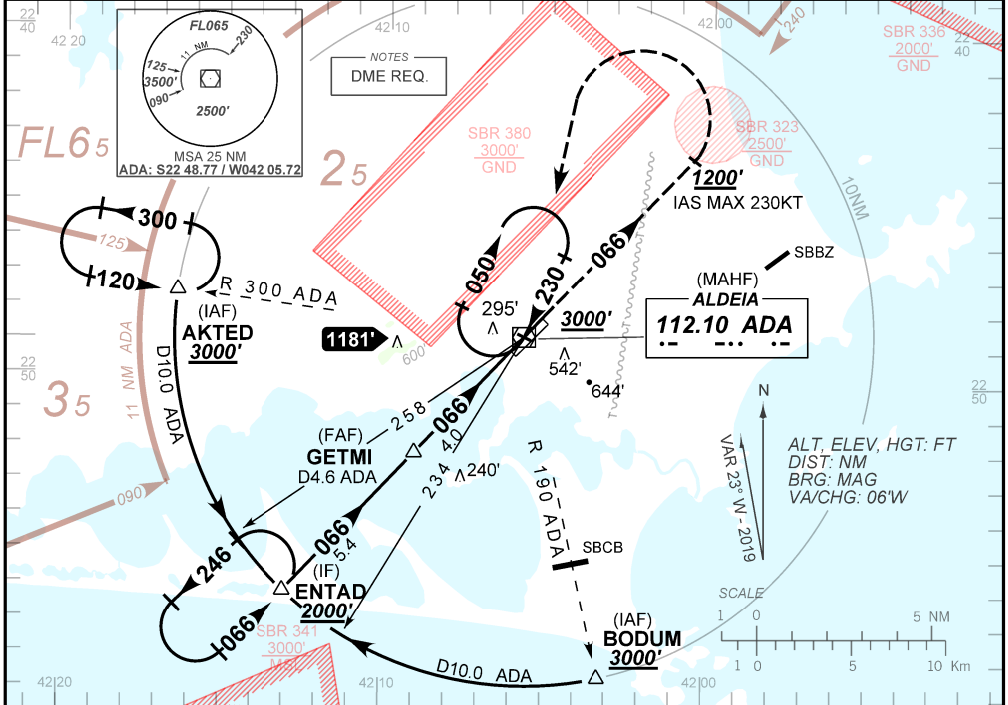 22
40
42 20
42 10
42 00
240
SBR 336
2000'
GND
22
40
FL065
11 NM
230
125
3500'
090
2500'
MSA 25 NM
ADA: S22 48.77 / W042 05.72
NOTES
DME REQ.
FL65
25
SBR 380
3000'
GND
SBR 323
2500'
GND
1200'
IAS MAX 230KT
10NM
300
125
120
R 300 ADA
(IAF)
AKTED
3000'
050
230
066
SBBZ
(MAHF)
ALDEIA
112.10 ADA
3000'
295'
1181'
600
542'
644'
22
50
22
50
35
11 NM ADA
D10.0 ADA
258
066
4.0
(FAF)
GETMI
D4.6 ADA
234
240'
R 190 ADA
N
VAR 23° W - 2019
ALT, ELEV, HGT: FT
DIST: NM
BRG: MAG
VA/CHG: 06'W
090
066
5.4
246
(IF)
ENTAD
2000'
066
SBCB
SBR 341
3000'
MSL
(IAF)
BODUM
3000'
D10.0 ADA
SCALE
1 0 5 NM
1 0 5 10 Km
42 20
42 10
42 00